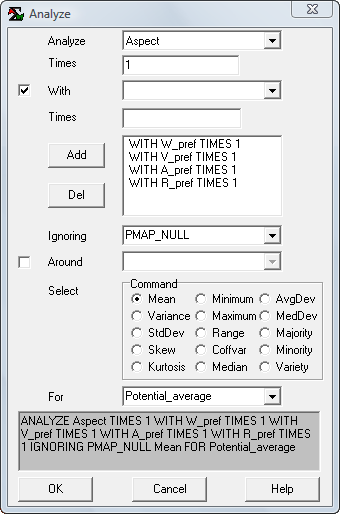 Analyze
Analyze Aspect
Times 1
With
Times
Add
Del
WITH W_pref TIMES 1
WITH V_pref TIMES 1
WITH A_pref TIMES 1
WITH R_pref TIMES 1
Ignoring PMAP_NULL
Around
Select
Command
Mean Minimum AvgDev
Variance Maximum MedDev
StdDev Range Majority
Skew Coffvar Minority
Kurtosis Median Variety
For Potential_average
ANALYZE Aspect TIMES 1 WITH W_pref TIMES 1 WITH
V_pref TIMES 1 WITH A_pref TIMES 1 WITH R_pref TIMES
1 IGNORING PMAP_NULL Mean FOR Potential_average
OK Cancel Help